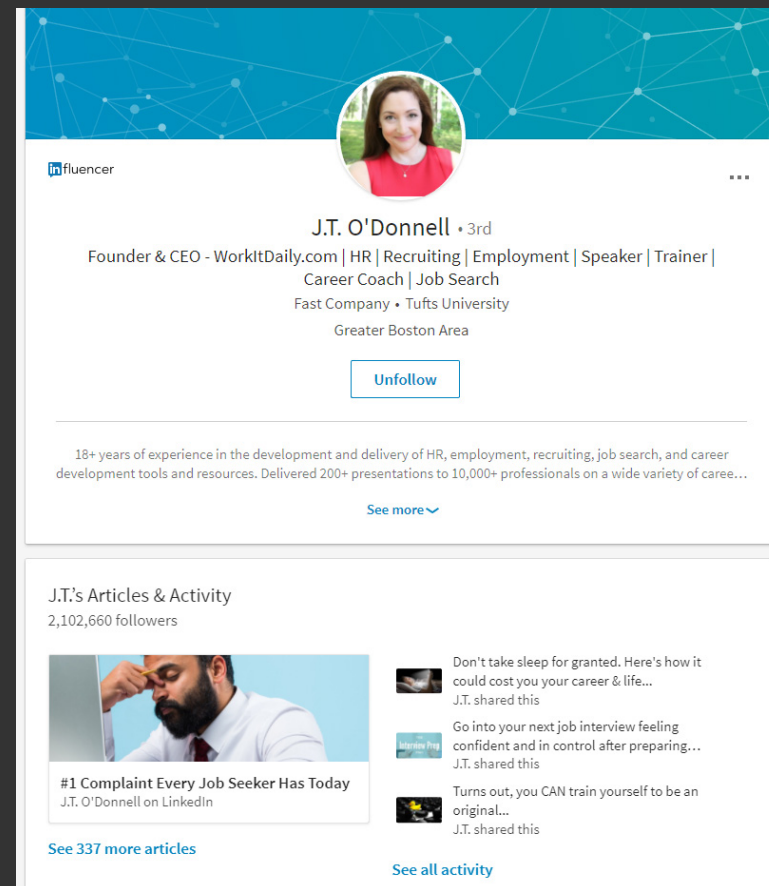 influencer
J.T. O'Donnell • 3rd
Founder & CEO - WorkItDaily.com | HR | Recruiting | Employment | Speaker | Trainer |
Career Coach | Job Search
Fast Company • Tufts University
Greater Boston Area
Unfollow
18+ years of experience in the development and delivery of HR, employment, recruiting, job search, and career
development tools and resources. Delivered 200+ presentations to 10,000+ professionals on a wide variety of caree...
See more
J.T.'s Articles & Activity
2,102,660 followers
#1 Complaint Every Job Seeker Has Today
J.T. O'Donnell on LinkedIn
See 337 more articles
Don't take sleep for granted. Here's how it
could cost you your career & life...
J.T. shared this
Interview Prep
Go into your next job interview feeling
confident and in control after preparing...
J.T. shared this
Turns out, you CAN train yourself to be an
original...
J.T. shared this
See all activity